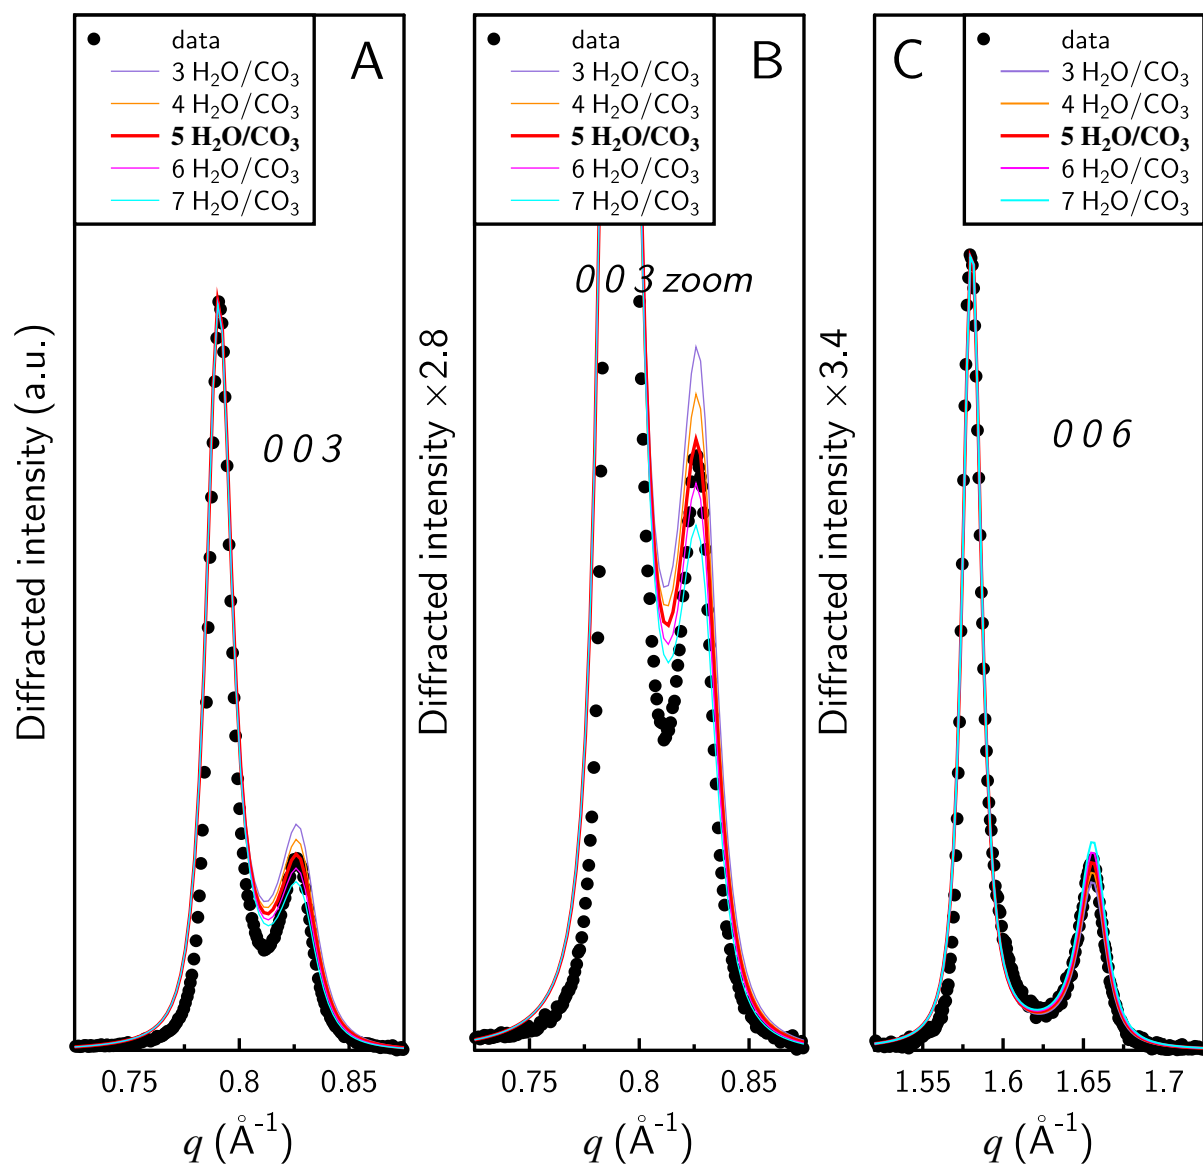 A
data
3 H₂O/CO₃
4 H₂O/CO₃
5 H₂O/CO₃
6 H₂O/CO₃
7 H₂O/CO₃
0 0 3
Diffracted intensity (a.u.)
0.75 0.8 0.85
q (Å⁻¹)
B
data
3 H₂O/CO₃
4 H₂O/CO₃
5 H₂O/CO₃
6 H₂O/CO₃
7 H₂O/CO₃
0 0 3 zoom
Diffracted intensity ×2.8
0.75 0.8 0.85
q (Å⁻¹)
C
data
3 H₂O/CO₃
4 H₂O/CO₃
5 H₂O/CO₃
6 H₂O/CO₃
7 H₂O/CO₃
0 0 6
Diffracted intensity ×3.4
1.55 1.6 1.65 1.7
q (Å⁻¹)